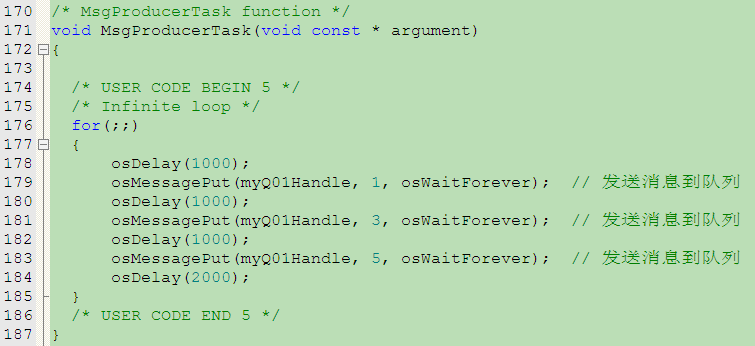 170 /* MsgProducerTask function */
171 void MsgProducerTask(void const * argument)
172 {
173
174   /* USER CODE BEGIN 5 */
175   /* Infinite loop */
176   for(;;)
177   {
178       osDelay(1000);
179       osMessagePut(myQ01Handle, 1, osWaitForever);  // 发送消息到队列
180       osDelay(1000);
181       osMessagePut(myQ01Handle, 3, osWaitForever);  // 发送消息到队列
182       osDelay(1000);
183       osMessagePut(myQ01Handle, 5, osWaitForever);  // 发送消息到队列
184       osDelay(2000);
185   }
186   /* USER CODE END 5 */
187 }